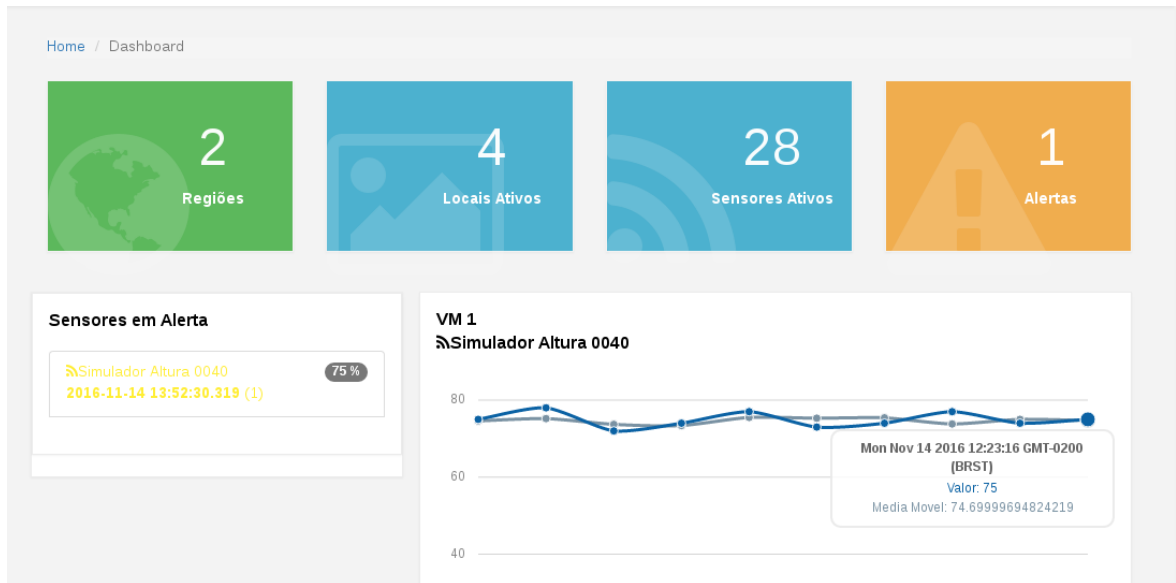 Home / Dashboard
2
Regiões
4
Locais Ativos
28
Sensores Ativos
1
Alertas
Sensores em Alerta
Simulador Altura 0040
75 %
2016-11-14 13:52:30.319 (1)
VM 1
Simulador Altura 0040
80
60
40
Mon Nov 14 2016 12:23:16 GMT-0200
(BRST)
Valor: 75
Media Movel: 74.69999694824219